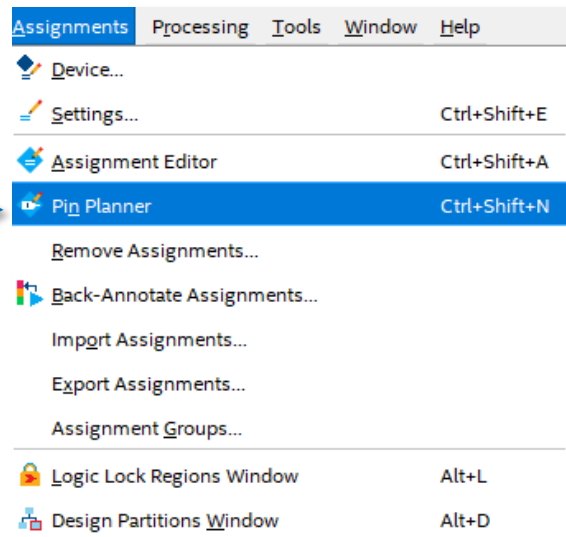 Assignments Processing Tools Window Help
Device...
Settings... Ctrl+Shift+E
Assignment Editor Ctrl+Shift+A
Pin Planner Ctrl+Shift+N
Remove Assignments...
Back-Annotate Assignments...
Import Assignments...
Export Assignments...
Assignment Groups...
Logic Lock Regions Window Alt+L
Design Partitions Window Alt+D